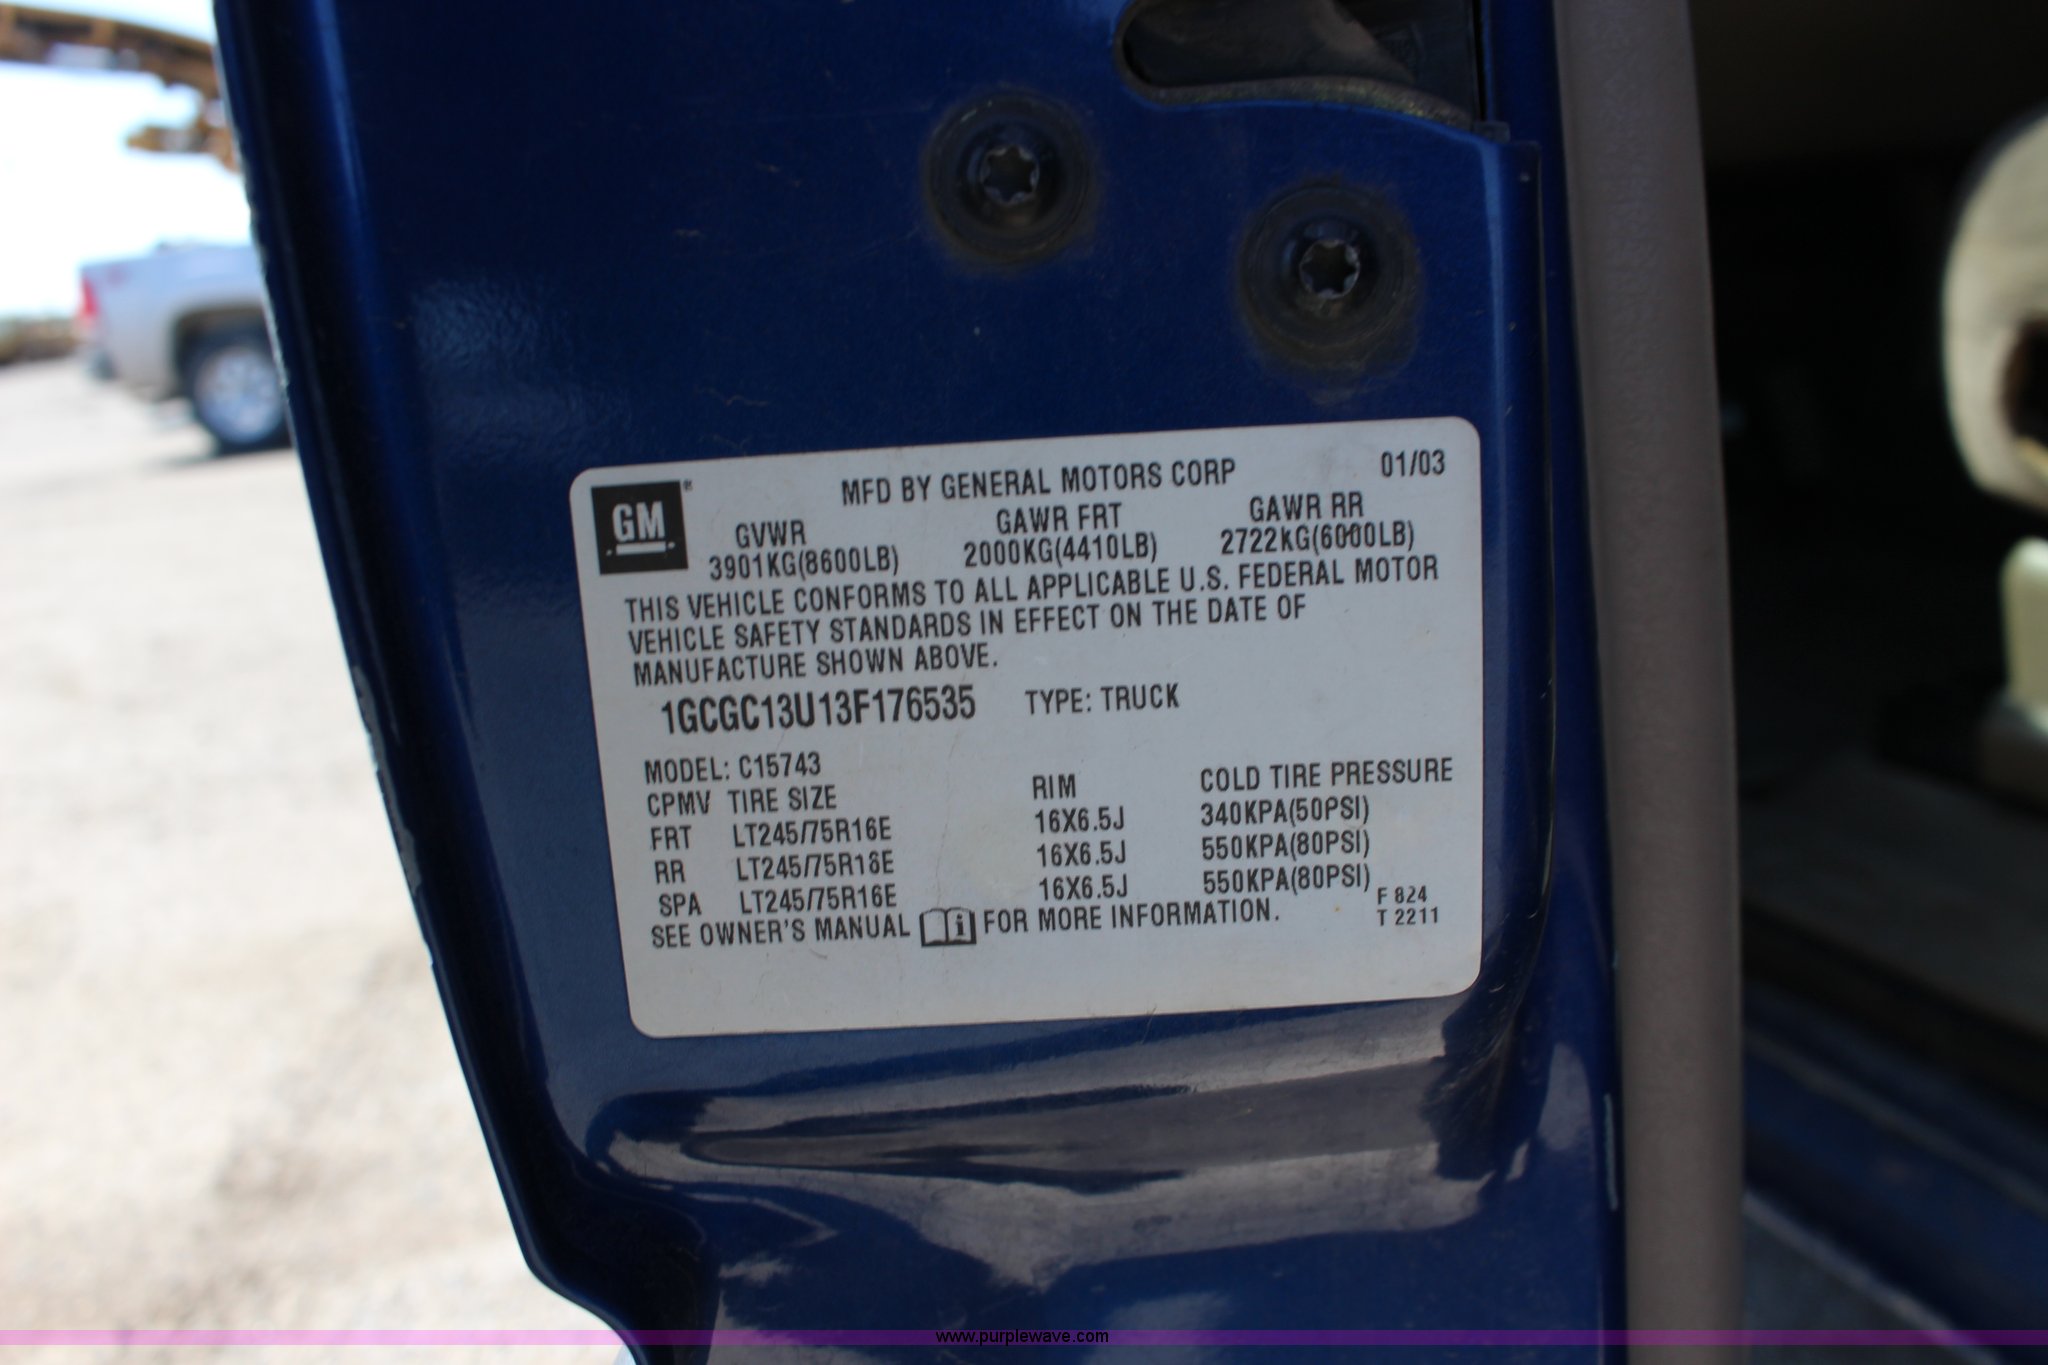 GM®
MFD BY GENERAL MOTORS CORP 01/03
GVWR GAWR FRT GAWR RR
3901KG(8600LB) 2000KG(4410LB) 2722KG(6000LB)
THIS VEHICLE CONFORMS TO ALL APPLICABLE U.S. FEDERAL MOTOR
VEHICLE SAFETY STANDARDS IN EFFECT ON THE DATE OF
MANUFACTURE SHOWN ABOVE.
1GCGC13U13F176535 TYPE: TRUCK
MODEL: C15743
CPMV TIRE SIZE RIM COLD TIRE PRESSURE
FRT LT245/75R16E 16X6.5J 340KPA(50PSI)
RR LT245/75R16E 16X6.5J 550KPA(80PSI)
SPA LT245/75R16E 16X6.5J 550KPA(80PSI)
F 824
SEE OWNER'S MANUAL i FOR MORE INFORMATION.
T 2211
www.purplewave.com